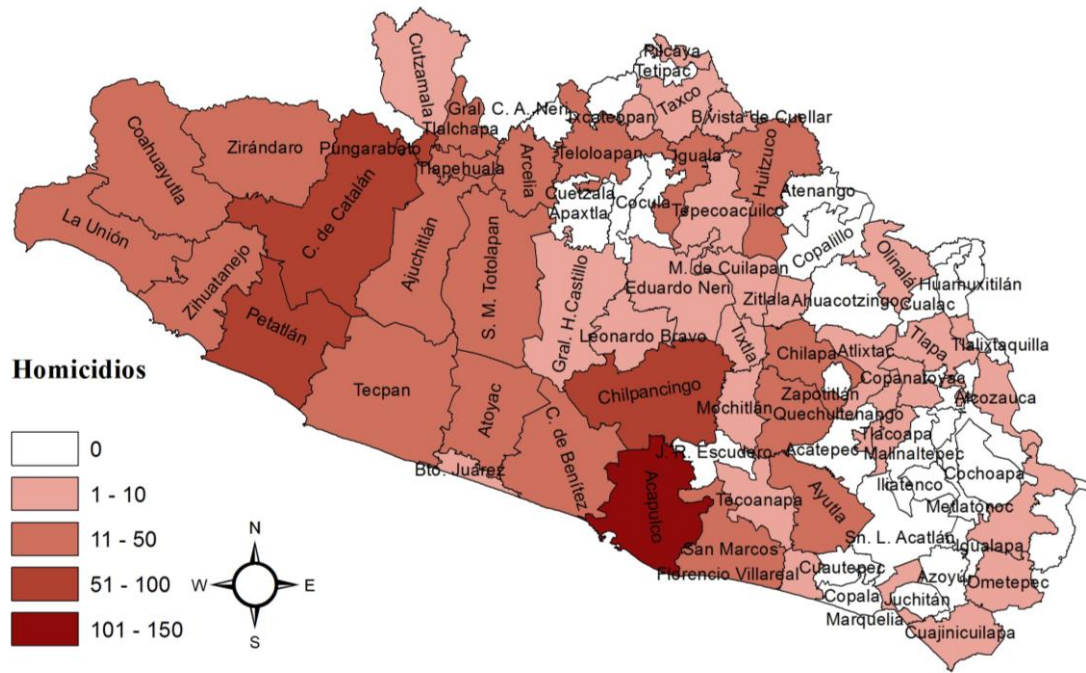 Cutzamala
Pilcaya
Tetipac
Taxco
Gral. C. A. Neri
Ixcateopan
B/vista de Cuellar
Tlalchapa
Coahuayutla
Zirándaro
Pungarabato
Tlapehuala
Arcelia
Teloloapan
Iguala
Huitzuco
Cuetzala
Cocula
Atenango
Apaxtla
Tepecoacuilco
La Unión
C. de Catalán
Ajuchitlán
S. M. Totolapan
Copalillo
Olinalá
Zihuatanejo
M. de Cuilapan
Eduardo Neri
Huamuxitilán
Gral. H.Castillo
Zitlala
Ahuacotzingo
Cualac
Petatlán
Leonardo Bravo
Tixtla
Chilapa
Atlixtac
Tlapa
Tlalixtaquilla
Homicidios
Tecpan
Atoyac
Chilpancingo
Zapotitlán
Copanatoyac
Alcozauca
Mochitlán
Quechultenango
Tlacoapa
0
C. de Benítez
J. R. Escudero
Acatepec
Malinaltepec
Cochoapa
Bto. Juárez
Acapulco
Tecoanapa
Ayutla
Iliatenco
Metlatónoc
1 - 10
11 - 50
N
San Marcos
Sn. L. Acatlán
Igualapa
51 - 100
W
E
Florencio Villareal
Cuautepec
Azoyú
Ometepec
101 - 150
S
Copala
Juchitán
Marquelia
Cuajinicuilapa